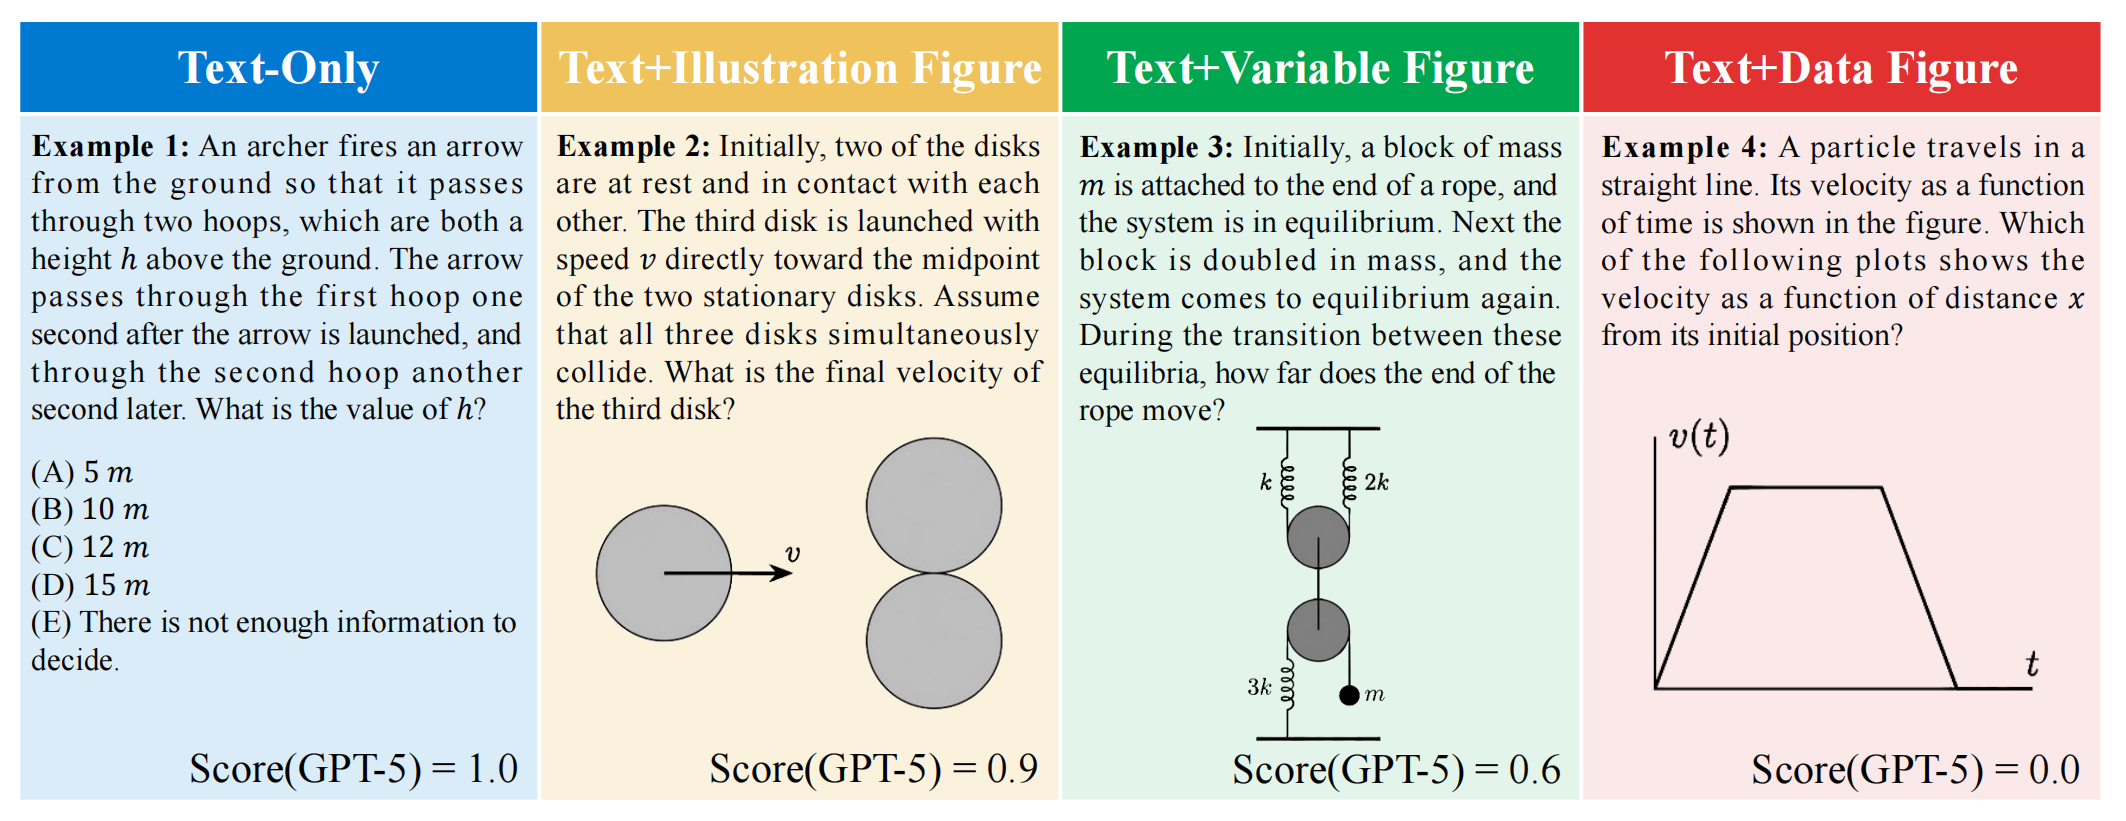 Text-Only
Example 1: An archer fires an arrow
from the ground so that it passes
through two hoops, which are both a
height h above the ground. The arrow
passes through the first hoop one
second after the arrow is launched, and
through the second hoop another
second later. What is the value of h?
(A) 5 m
(B) 10 m
(C) 12 m
(D) 15 m
(E) There is not enough information to
decide.
Score(GPT-5) = 1.0
Text+Illustration Figure
Example 2: Initially, two of the disks
are at rest and in contact with each
other. The third disk is launched with
speed v directly toward the midpoint
of the two stationary disks. Assume
that all three disks simultaneously
collide. What is the final velocity of
the third disk?
v
Score(GPT-5) = 0.9
Text+Variable Figure
Example 3: Initially, a block of mass
m is attached to the end of a rope, and
the system is in equilibrium. Next the
block is doubled in mass, and the
system comes to equilibrium again.
During the transition between these
equilibria, how far does the end of the
rope move?
k
2k
3k
m
Score(GPT-5) = 0.6
Text+Data Figure
Example 4: A particle travels in a
straight line. Its velocity as a function
of time is shown in the figure. Which
of the following plots shows the
velocity as a function of distance x
from its initial position?
v(t)
t
Score(GPT-5) = 0.0